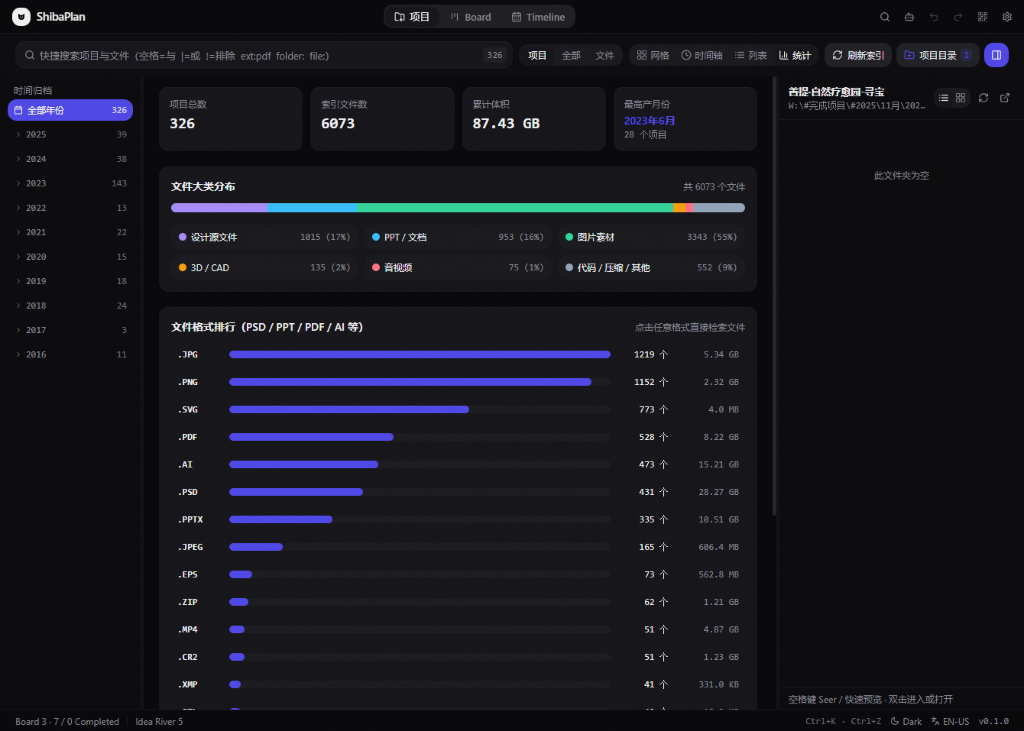 ShibaPlan
项目
Board
Timeline
快捷搜索项目与文件 (空格=与 |=或 !=排除 ext:pdf folder: file:)
326
项目
全部
文件
网格
时间轴
列表
统计
刷新索引
项目目录 1
时间归档
全部年份 326
2025 39
2024 38
2023 143
2022 13
2021 22
2020 15
2019 18
2018 24
2017 3
2016 11
项目总数
326
索引文件数
6073
累计体积
87.43 GB
最高产月份
2023年6月
28 个项目
文件大类分布
共 6073 个文件
设计源文件 1015 (17%)
PPT / 文档 953 (16%)
图片素材 3343 (55%)
3D / CAD 135 (2%)
音视频 75 (1%)
代码 / 压缩 / 其他 552 (9%)
文件格式排行（PSD / PPT / PDF / AI 等）
点击任意格式直接检索文件
.JPG 1219 个 5.34 GB
.PNG 1152 个 2.32 GB
.SVG 773 个 4.0 MB
.PDF 528 个 8.22 GB
.AI 473 个 15.21 GB
.PSD 431 个 28.27 GB
.PPTX 335 个 10.51 GB
.JPEG 165 个 606.4 MB
.EPS 73 个 562.8 MB
.ZIP 62 个 1.21 GB
.MP4 51 个 4.87 GB
.CR2 51 个 1.23 GB
.XMP 41 个 331.0 KB
菩提·自然疗愈园-寻宝
W:\#完成项目\#2025\11月\202…
此文件夹为空
空格键 Seer / 快速预览 · 双击进入或打开
Board 3 · 7 / 0 Completed
Idea River 5
Ctrl+K · Ctrl+Z
Dark
EN-US
v0.1.0